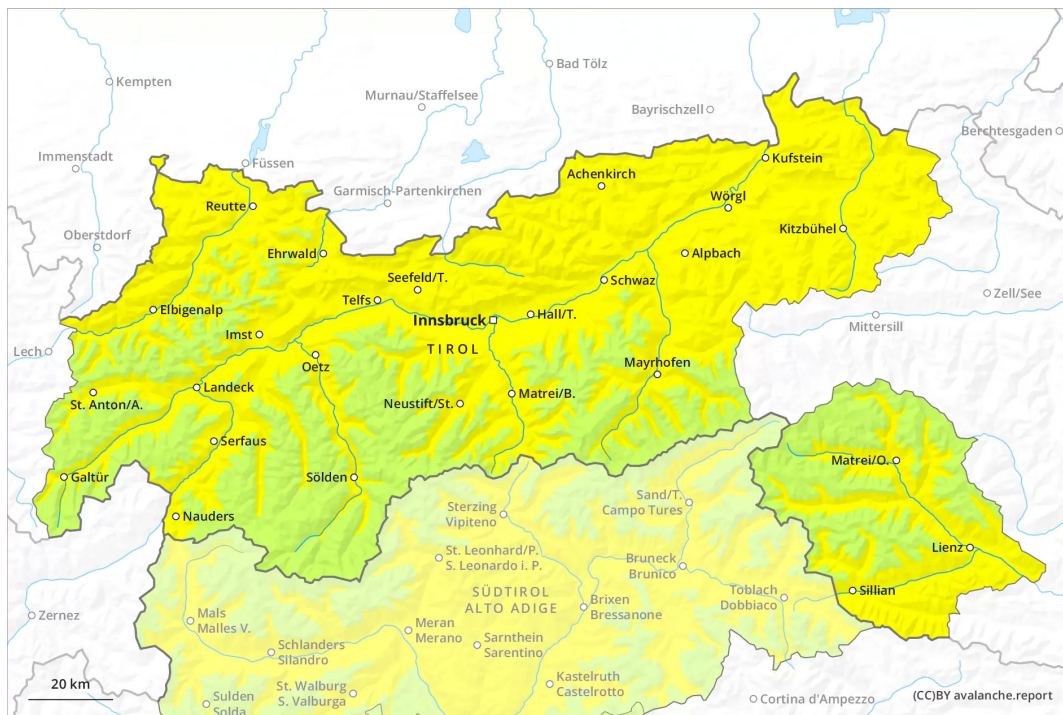 Kempten
Bad Tölz
Murnau/Staffelsee
Bayrischzell
Berchtesgaden
Immenstadt
Füssen
Kufstein
Achenkirch
Garmisch-Partenkirchen
Reutte
Wörgl
Oberstdorf
Kitzbühel
Ehrwald
Alpbach
Seefeld/T.
Schwaz
Zell/See
Telfs
Elbigenalp
Hall/T.
Innsbruck
Mittersill
Imst
TIROL
Lech
Oetz
Mayrhofen
Landeck
St. Anton/A.
Neustift/St.
Matrei/B.
Serfaus
Matrei/O.
Galtür
Sölden
Sand/T.
Campo Tures
Sterzing
Vipiteno
Nauders
Lienz
St. Leonhard/P.
S. Leonardo i. P.
Bruneck
Brunico
Sillian
SÜDTIROL
ALTO ADIGE
Toblach
Dobbiaco
Brixen
Bressanone
Zernez
Mals
Malles V.
Meran
Merano
Schlanders
Silandro
Sarnthein
Sarentino
Kastelruth
Castelrotto
20 km
St. Walburg
S. Valburga
Sulden
Solda
Cortina d'Ampezzo
(CC)BY avalanche.report